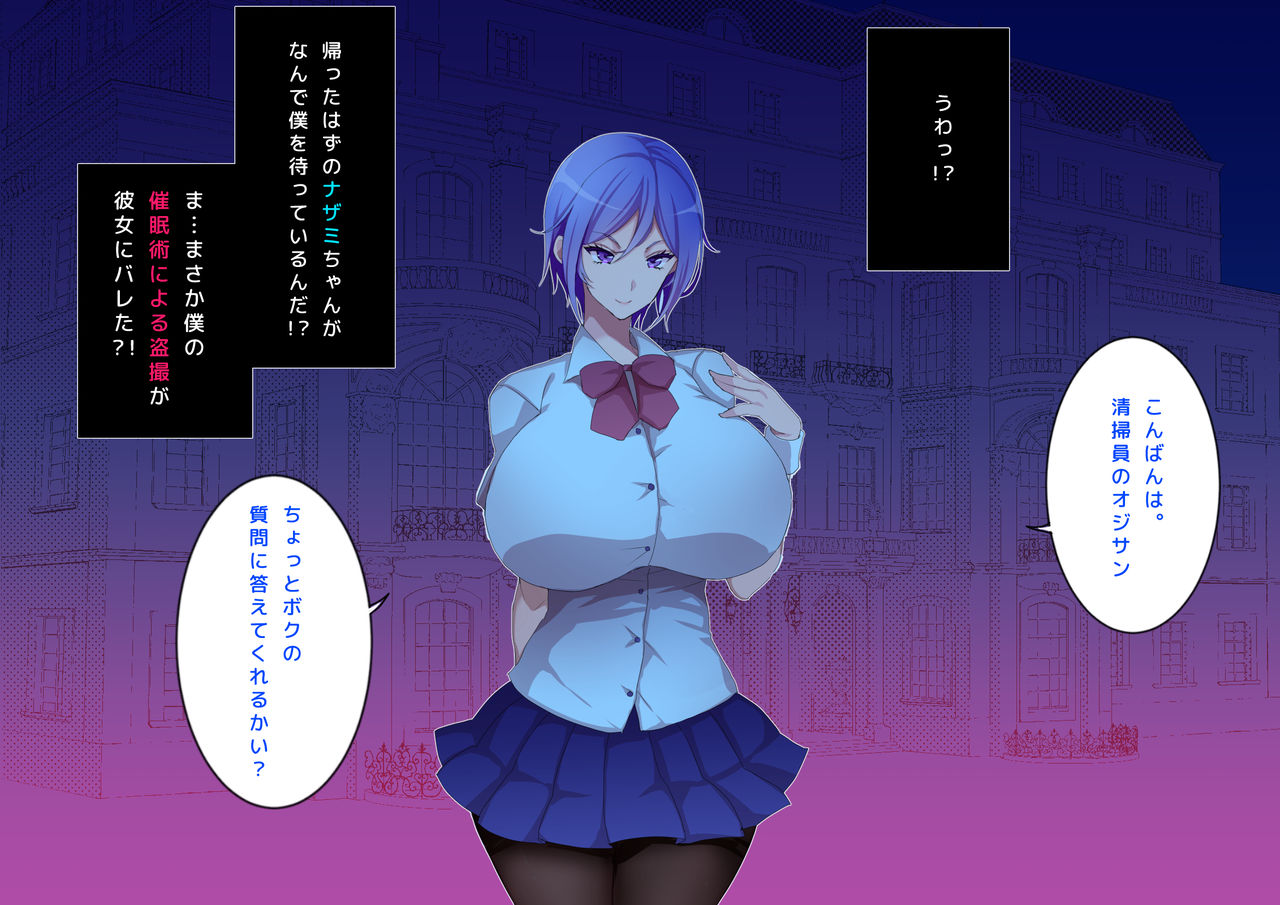 うわっ!?
こんばんは。
清掃員のオジサン
帰ったはずのナザミちゃんが
なんで僕を待っているんだ!?
ま…まさか僕の
催眠術による盗撮が
彼女にバレた?!
ちょっとボクの
質問に答えてくれるかい?